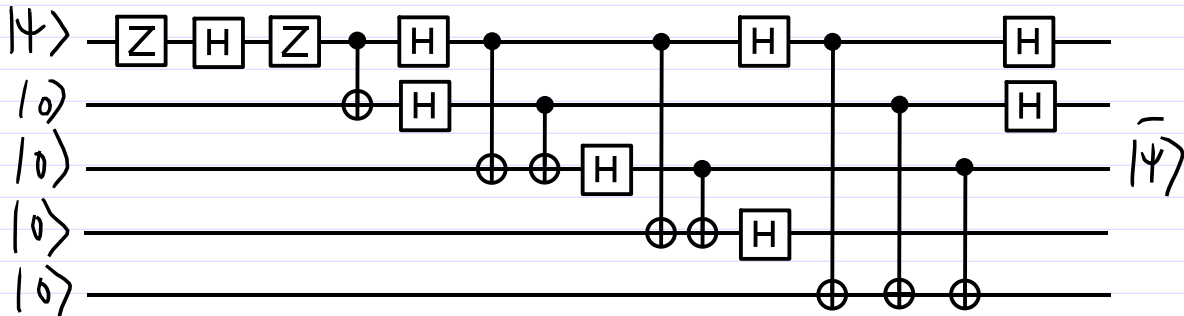 |ψ⟩ Z H Z H H H
|0⟩ H H
|0⟩ H |ψ̄⟩
|0⟩ H
|0⟩